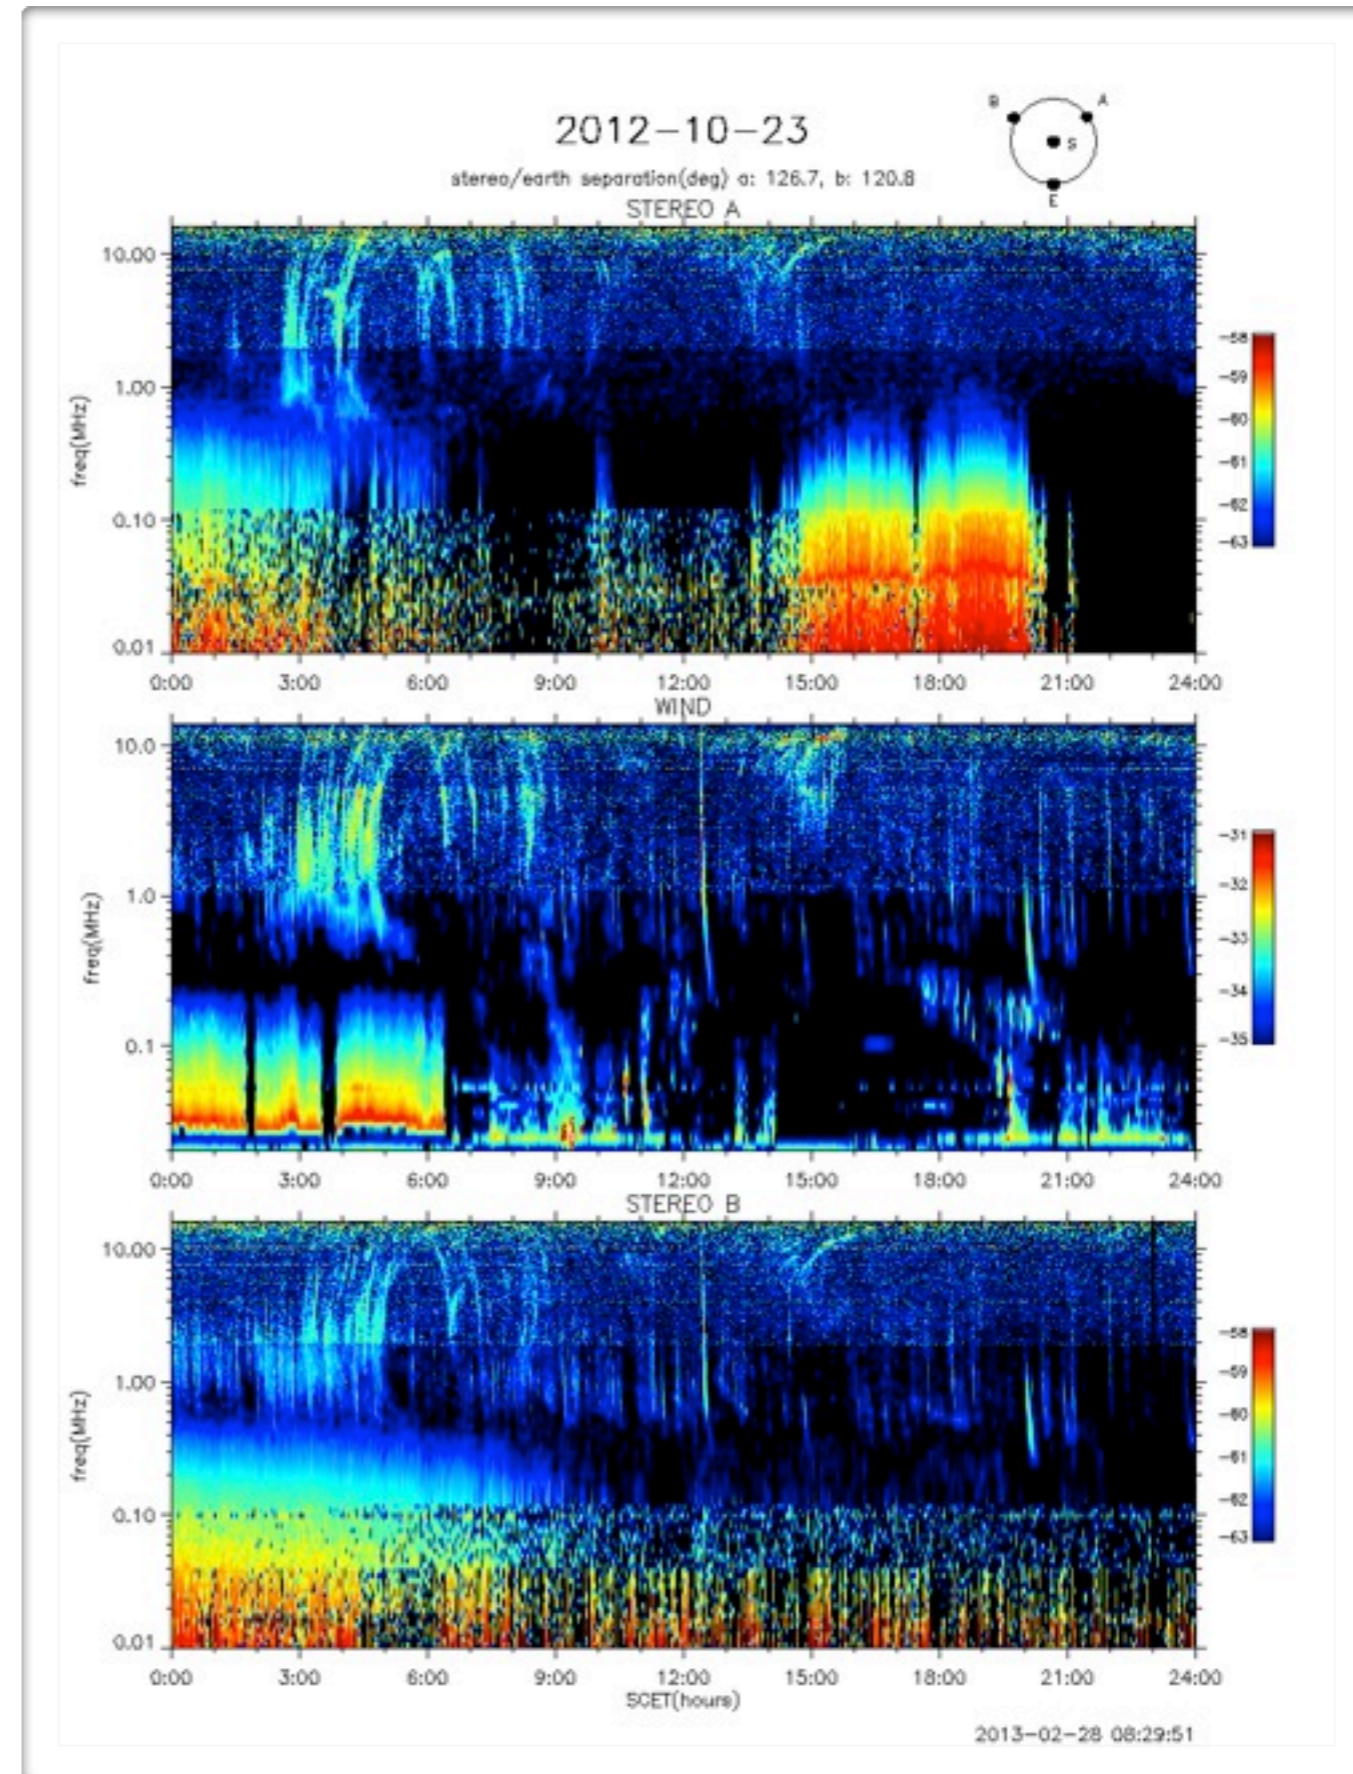 2012-10-23
stereo/earth separation(deg) a: 126.7, b: 120.8
B
A
S
E
STEREO A
10.00
1.00
0.10
0.01
freq(MHz)
0:00 3:00 6:00 9:00 12:00 15:00 18:00 21:00 24:00
-58
-59
-60
-61
-62
-63
WIND
10.0
1.0
0.1
freq(MHz)
0:00 3:00 6:00 9:00 12:00 15:00 18:00 21:00 24:00
-31
-32
-33
-34
-35
STEREO B
10.00
1.00
0.10
0.01
freq(MHz)
0:00 3:00 6:00 9:00 12:00 15:00 18:00 21:00 24:00
SCET(hours)
-58
-59
-60
-61
-62
-63
2013-02-28 08:29:51